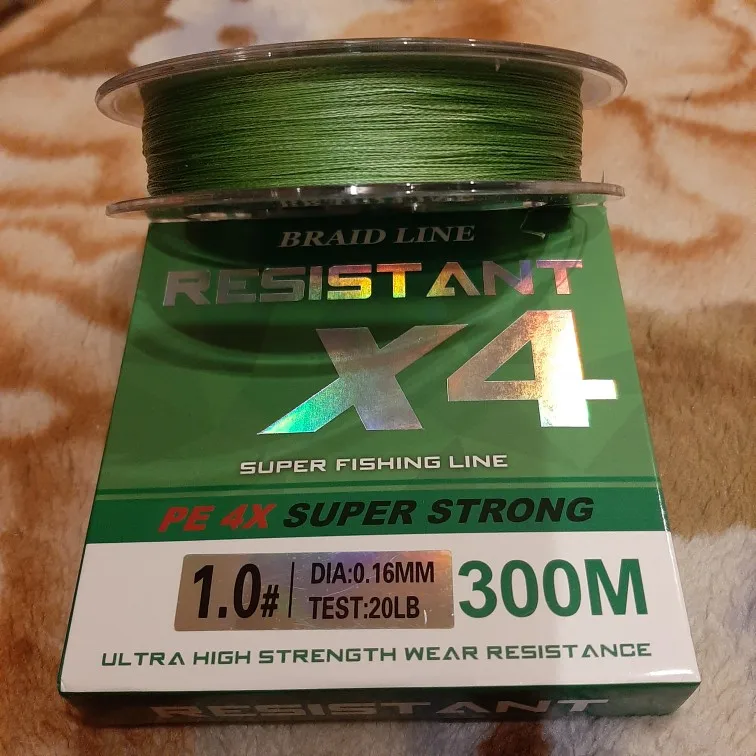 BRAID LINE
RESISTANT
X4
SUPER FISHING LINE
PE 4X SUPER STRONG
1.0# DIA:0.16MM
TEST:20LB
300M
ULTRA HIGH STRENGTH WEAR RESISTANCE
RESISTANT